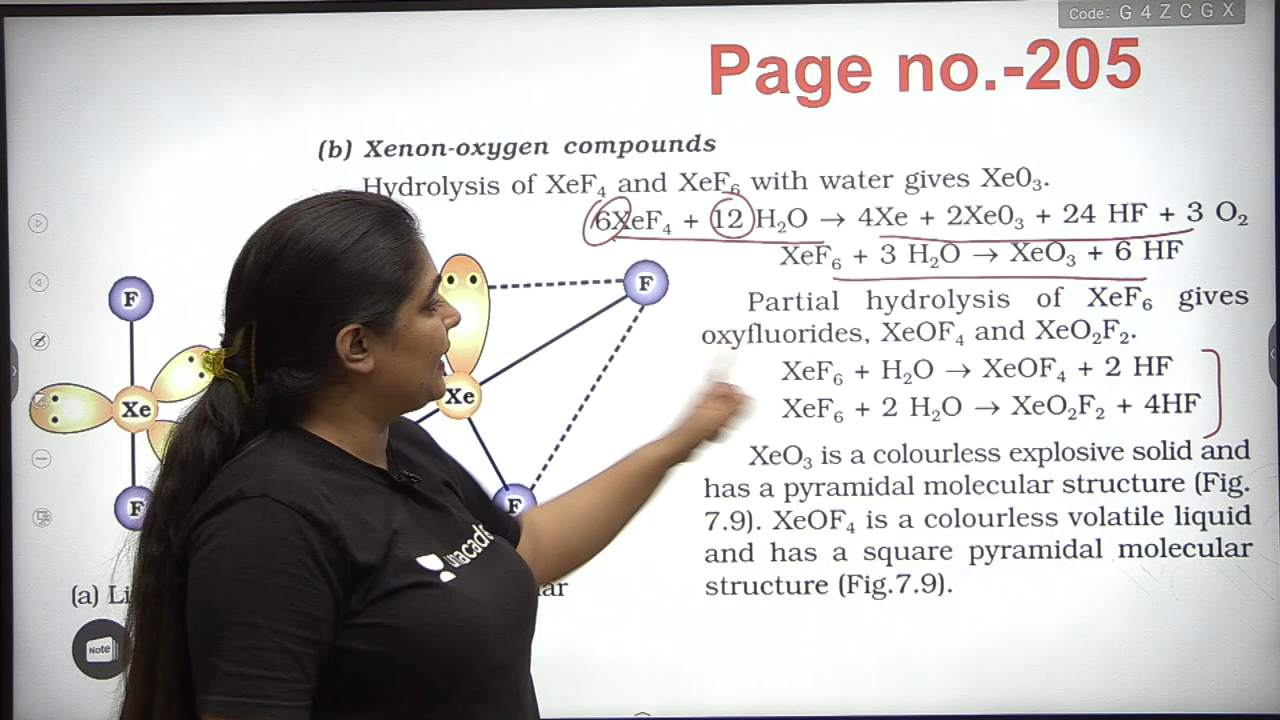 Code: G 4 Z C G X
Page no.-205
(b) Xenon-oxygen compounds
Hydrolysis of XeF₄ and XeF₆ with water gives Xe0₃.
6XeF₄ + 12 H₂O → 4Xe + 2Xe0₃ + 24 HF + 3 O₂
XeF₆ + 3 H₂O → XeO₃ + 6 HF
Partial hydrolysis of XeF₆ gives
oxyfluorides, XeOF₄ and XeO₂F₂.
XeF₆ + H₂O → XeOF₄ + 2 HF
XeF₆ + 2 H₂O → XeO₂F₂ + 4HF
XeO₃ is a colourless explosive solid and
has a pyramidal molecular structure (Fig.
7.9). XeOF₄ is a colourless volatile liquid
and has a square pyramidal molecular
structure (Fig.7.9).
F
Xe
F
F
Xe
F
(a) Li
ar
Note
unacade